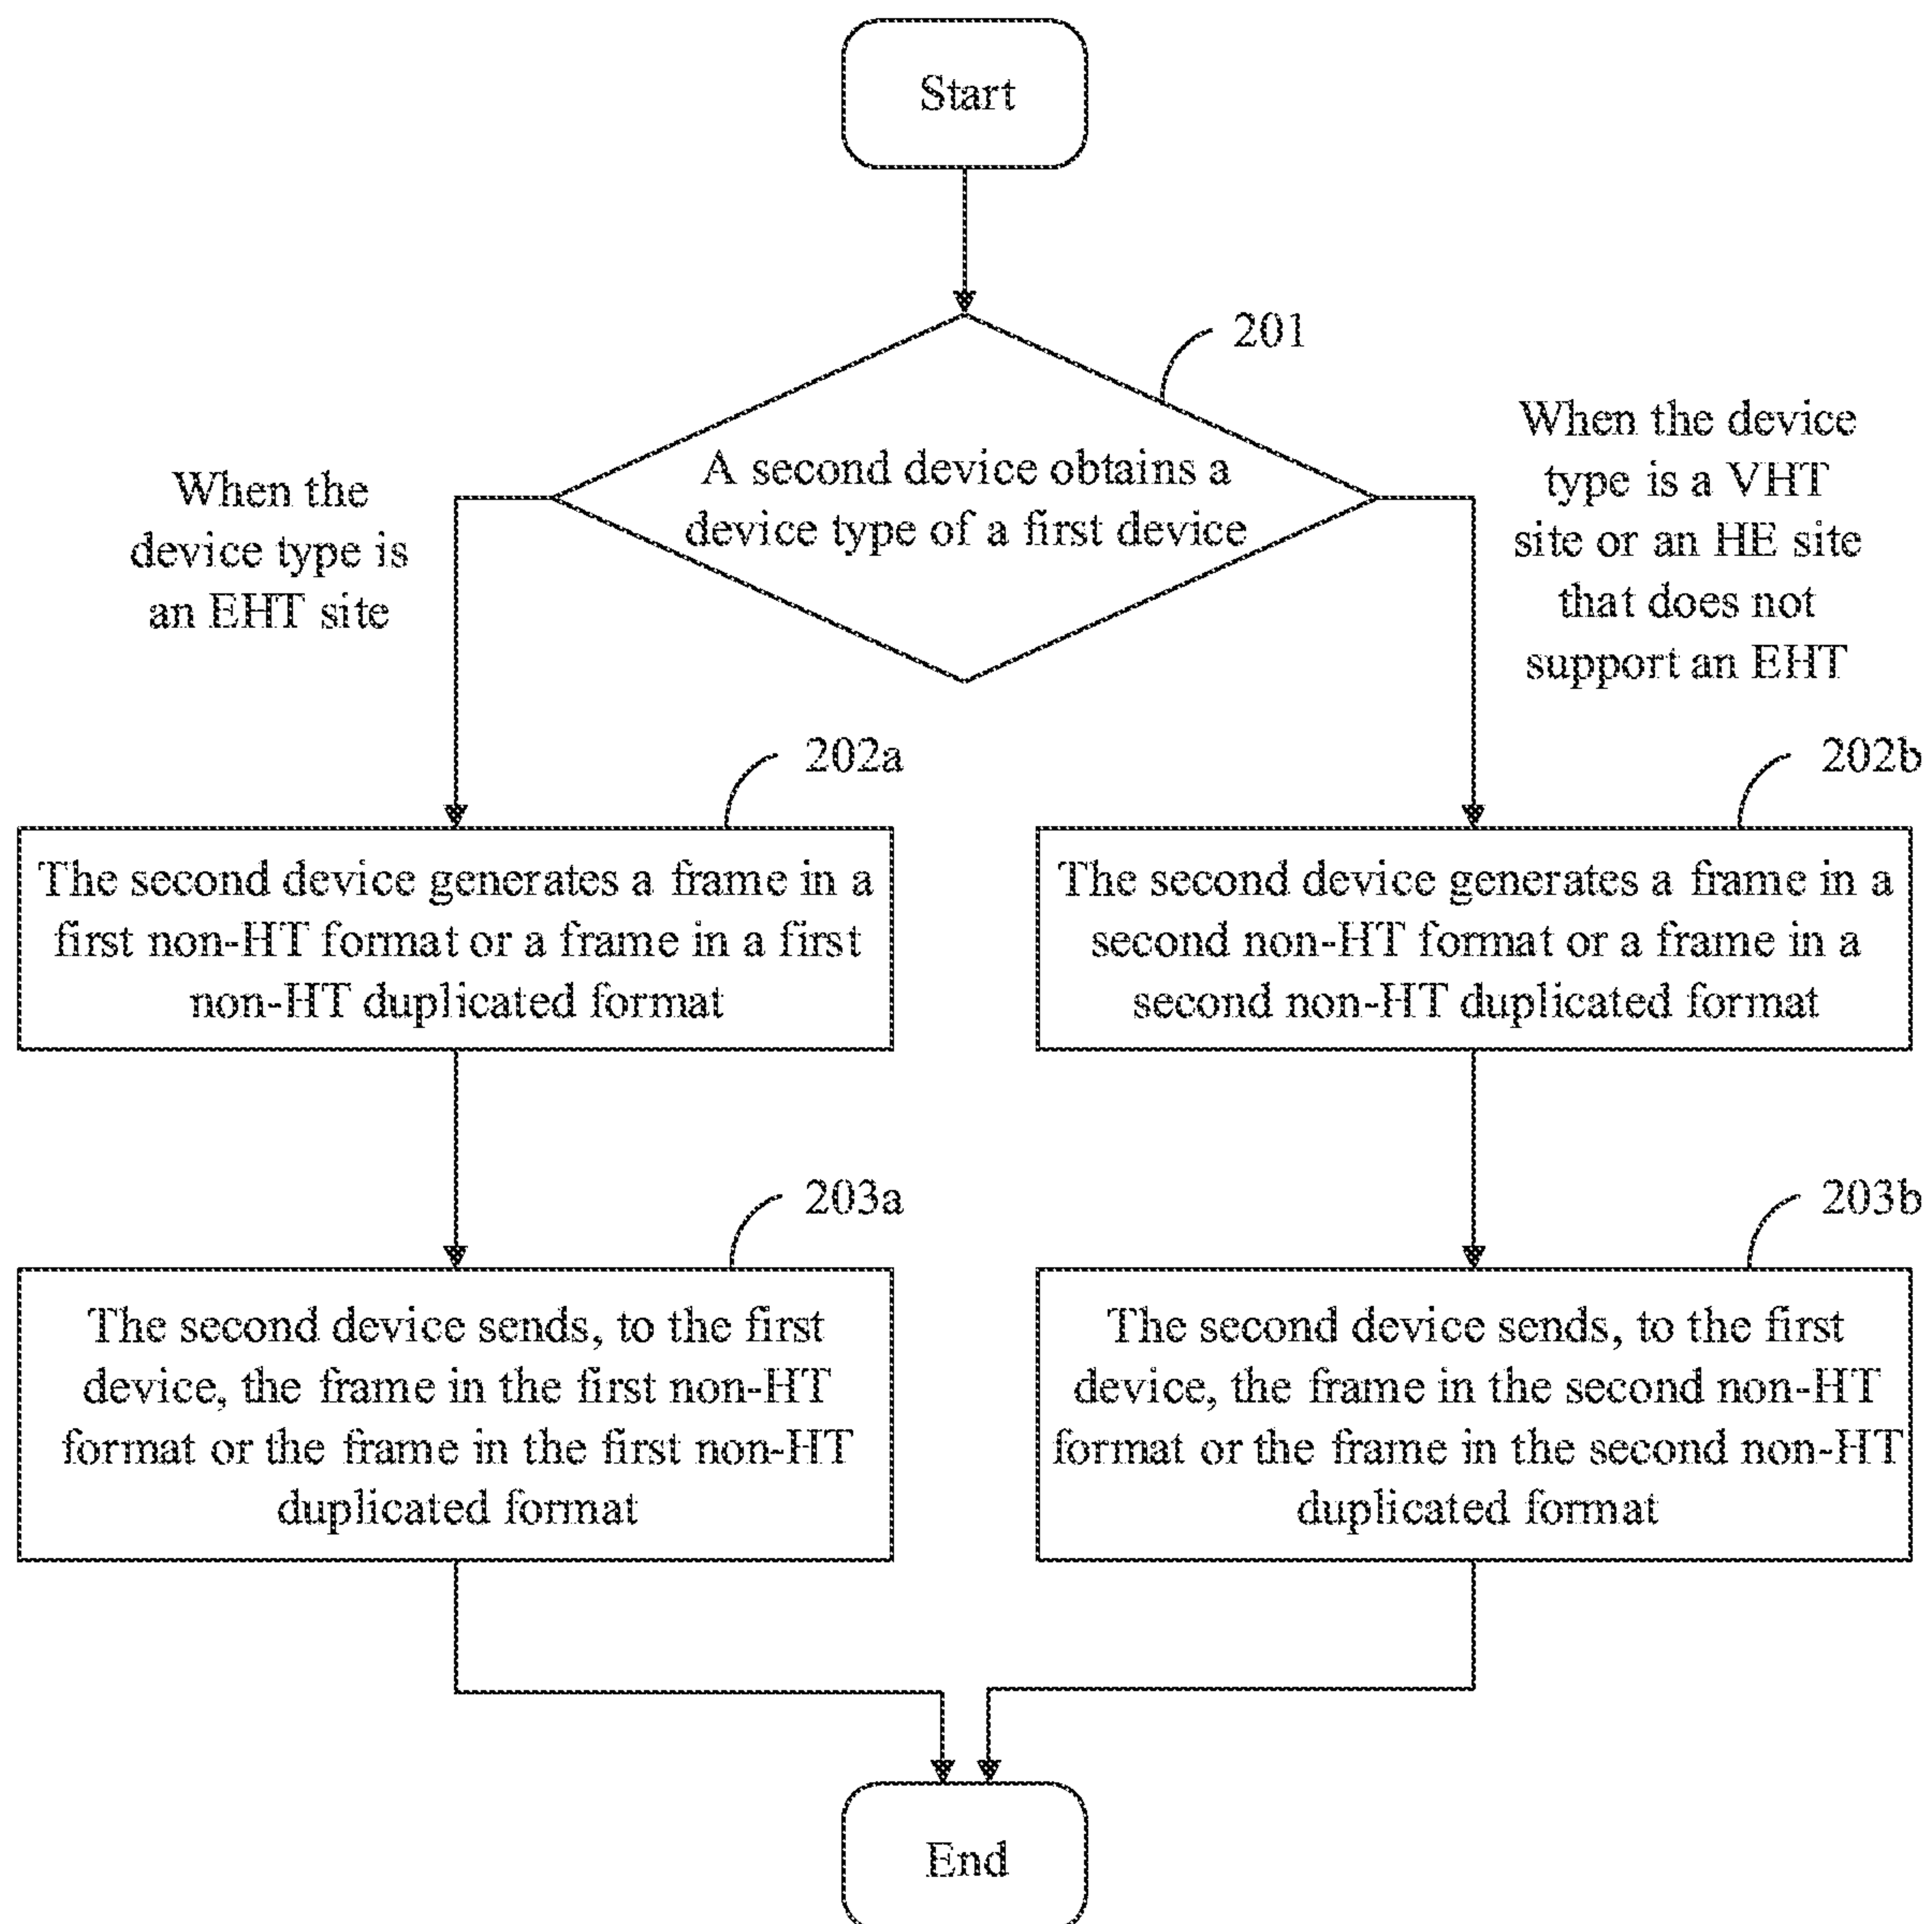 Start
201
A second device obtains a
device type of a first device
When the
device type is
an EHT site
When the device
type is a VHT
site or an HE site
that does not
support an EHT
202a
The second device generates a frame in a
first non-HT format or a frame in a first
non-HT duplicated format
202b
The second device generates a frame in a
second non-HT format or a frame in a
second non-HT duplicated format
203a
The second device sends, to the first
device, the frame in the first non-HT
format or the frame in the first non-HT
duplicated format
203b
The second device sends, to the first
device, the frame in the second non-HT
format or the frame in the second non-HT
duplicated format
End